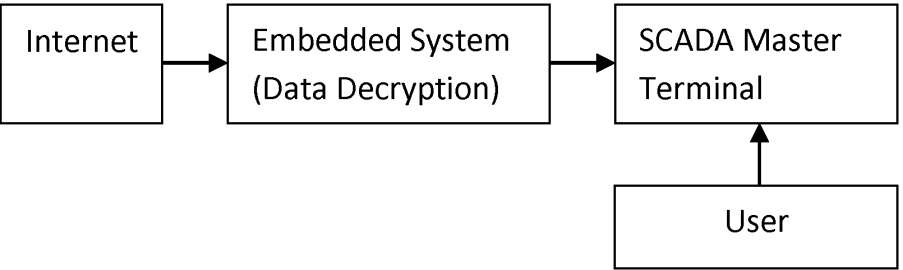 Internet
Embedded System
(Data Decryption)
SCADA Master
Terminal
User